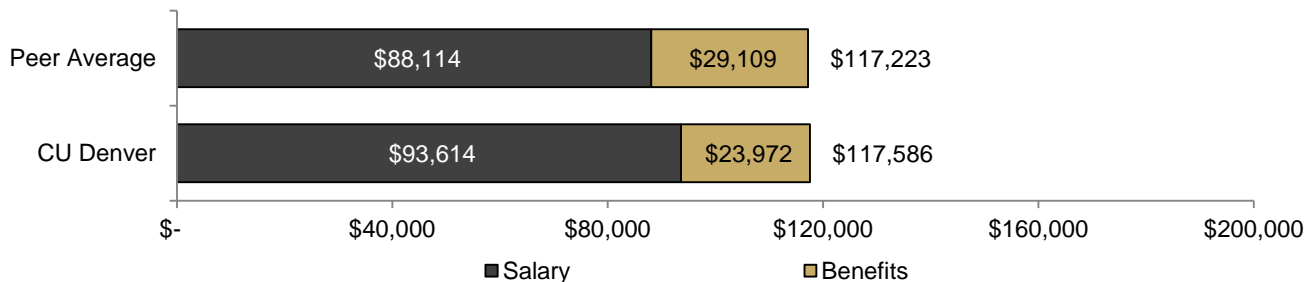 Peer Average $88,114 $29,109 $117,223
CU Denver $93,614 $23,972 $117,586
$- $40,000 $80,000 $120,000 $160,000 $200,000
Salary Benefits